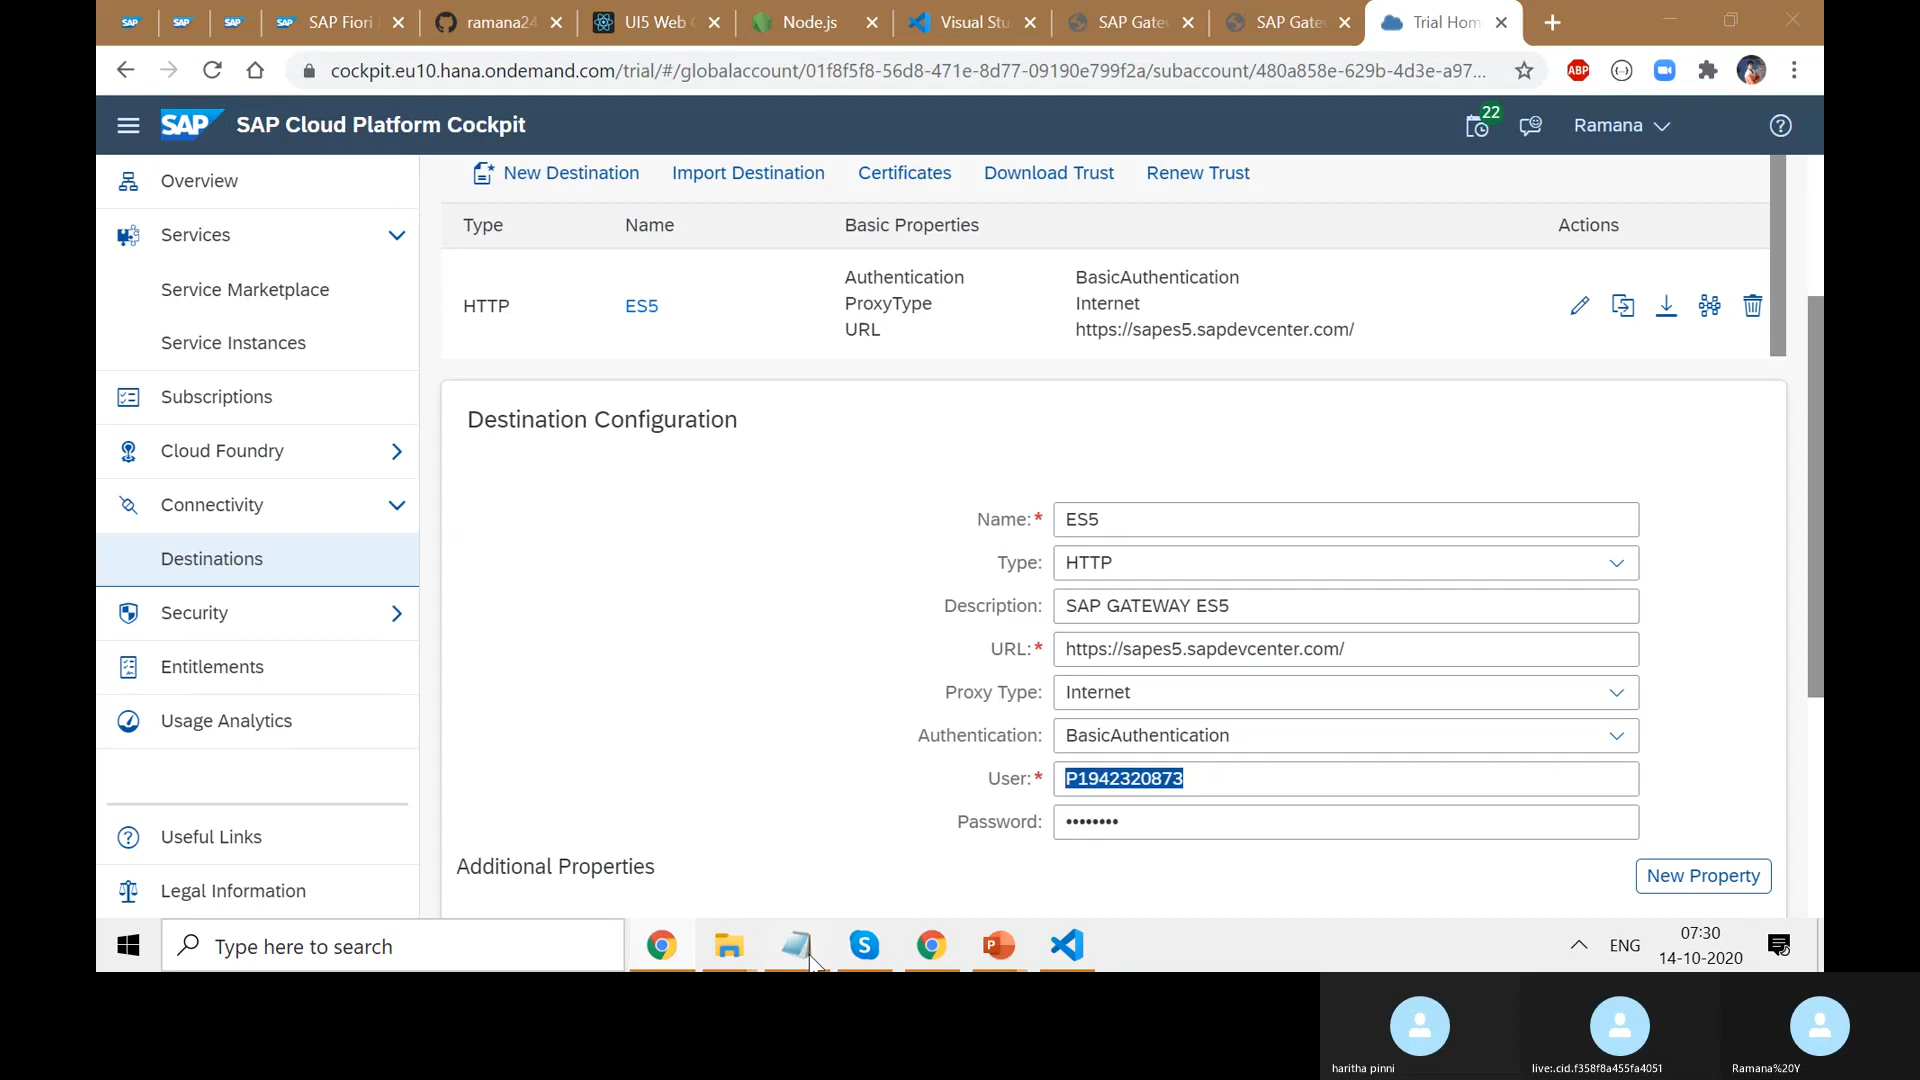 SAP SAP SAP SAP SAP Fiori ramana24 UI5 Web Node.js Visual Stu SAP Gate SAP Gate Trial Hom
cockpit.eu10.hana.ondemand.com/trial/#/globalaccount/01f8f5f8-56d8-471e-8d77-09190e799f2a/subaccount/480a858e-629b-4d3e-a97... ABP
SAP SAP Cloud Platform Cockpit 22 Ramana
Overview
Services
Service Marketplace
Service Instances
Subscriptions
Cloud Foundry
Connectivity
Destinations
Security
Entitlements
Usage Analytics
Useful Links
Legal Information
New Destination Import Destination Certificates Download Trust Renew Trust
Type Name Basic Properties Actions
HTTP ES5
Authentication BasicAuthentication
ProxyType Internet
URL https://sapes5.sapdevcenter.com/
Destination Configuration
Name:* ES5
Type: HTTP
Description: SAP GATEWAY ES5
URL:* https://sapes5.sapdevcenter.com/
Proxy Type: Internet
Authentication: BasicAuthentication
User:* P1942320873
Password: ••••••••
Additional Properties
New Property
Type here to search
ENG
07:30
14-10-2020
haritha pinni
live:.cid.f358f8a455fa4051
Ramana%20Y